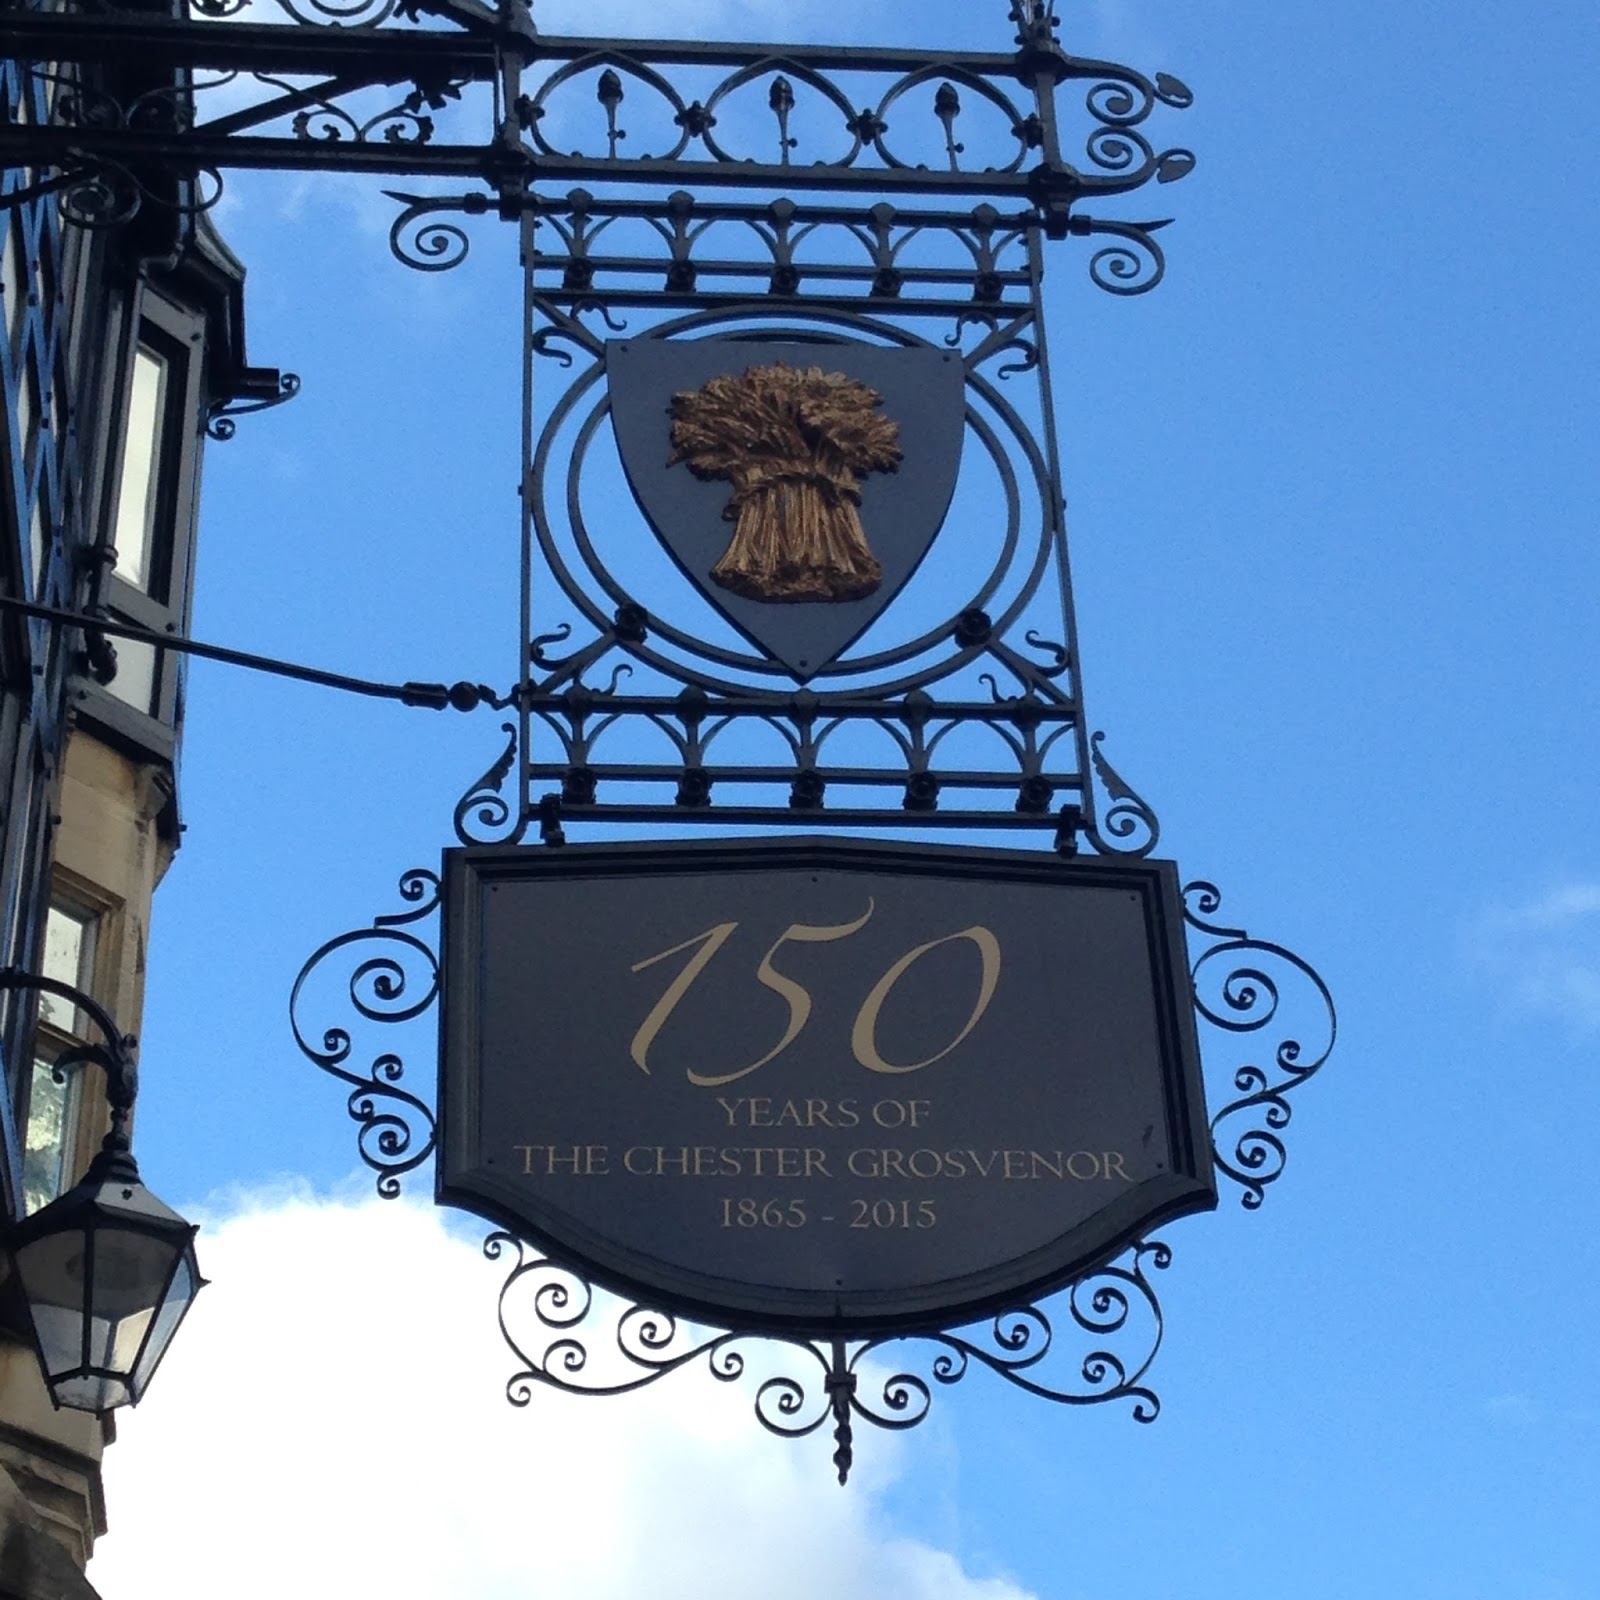 150
YEARS OF
THE CHESTER GROSVENOR
1865 - 2015